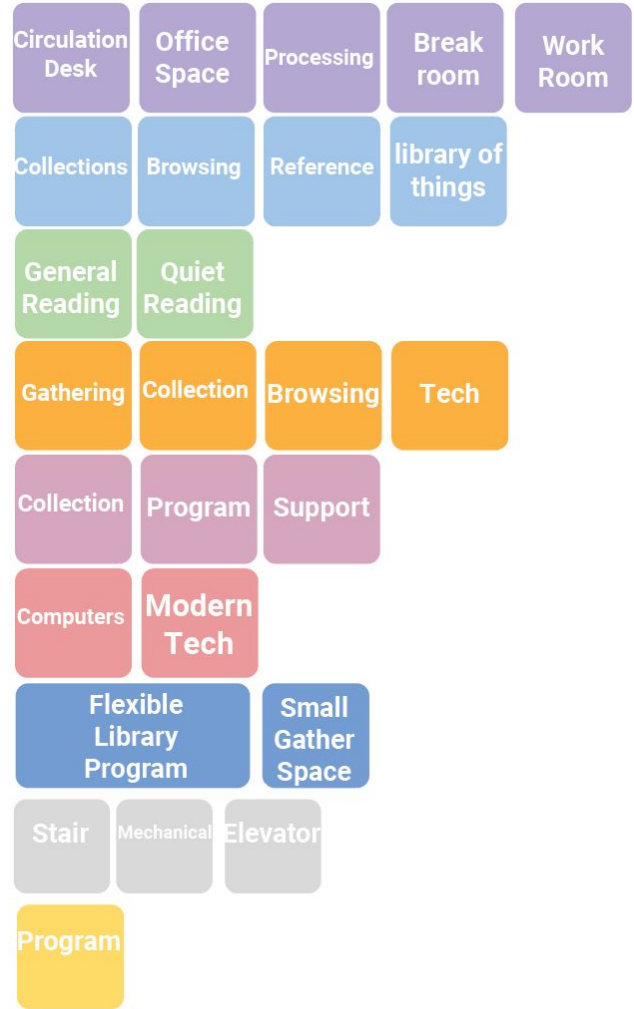 Circulation
Desk
Office
Space
Processing
Break
room
Work
Room
Collections
Browsing
Reference
library of
things
General
Reading
Quiet
Reading
Gathering
Collection
Browsing
Tech
Collection
Program
Support
Computers
Modern
Tech
Flexible
Library
Program
Small
Gather
Space
Stair
Mechanical
Elevator
Program